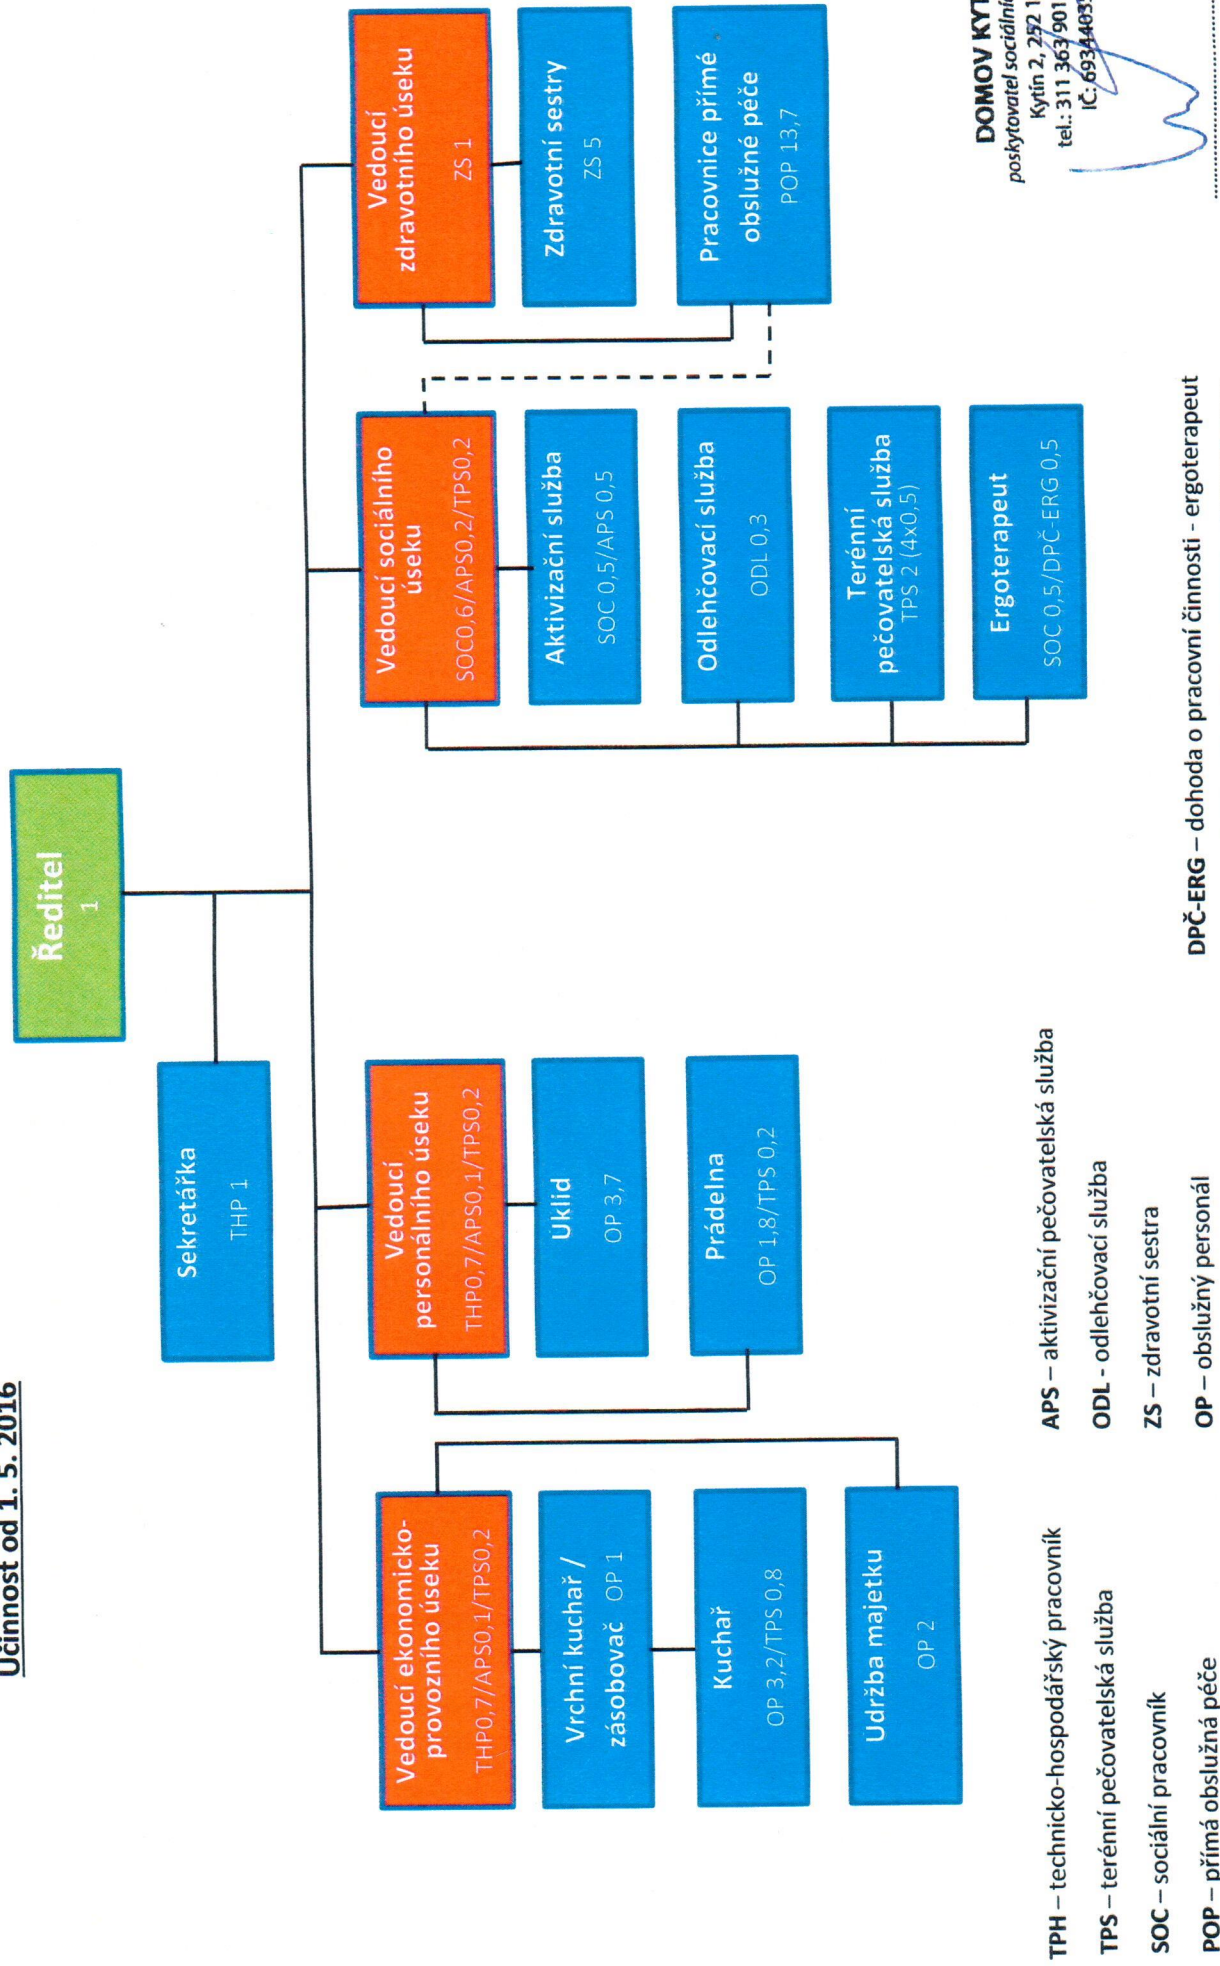 Účinnost od 1. 5. 2016
Ředitel
1
Sekretářka
THP 1
Vedoucí ekonomicko-
provozního úseku
THP0,7/APS0,1/TPS0,2
Vrchní kuchař /
zásobovač OP 1
Kuchař
OP 3,2/TPS 0,8
Udržba majetku
OP 2
Vedoucí
personálního úseku
THP0,7/APS0,1/TPS0,2
Uklid
OP 3,7
Prádelna
OP 1,8/TPS 0,2
Vedoucí sociálního
úseku
SOC0,6/APS0,2/TPS0,2
Aktivizační služba
SOC 0,5/APS 0,5
Odlehčovací služba
ODL 0,3
Terénní
pečovatelská služba
TPS 2 (4x0,5)
Ergoterapeut
SOC 0,5/DPČ-ERG 0,5
Vedoucí
zdravotního úseku
ZS 1
Zdravotní sestry
ZS 5
Pracovnice přímé
obslužné péče
POP 13,7
TPH – technicko-hospodářský pracovník
TPS – terénní pečovatelská služba
SOC – sociální pracovník
POP – přímá obslužná péče
APS – aktivizační pečovatelská služba
ODL - odlehčovací služba
ZS – zdravotní sestra
OP – obslužný personál
DPČ-ERG – dohoda o pracovní činnosti - ergoterapeut
DOMOV KYT
poskytovatel sociálníc
Kytín 2, 252 1
tel.: 311 363 901
IČ: